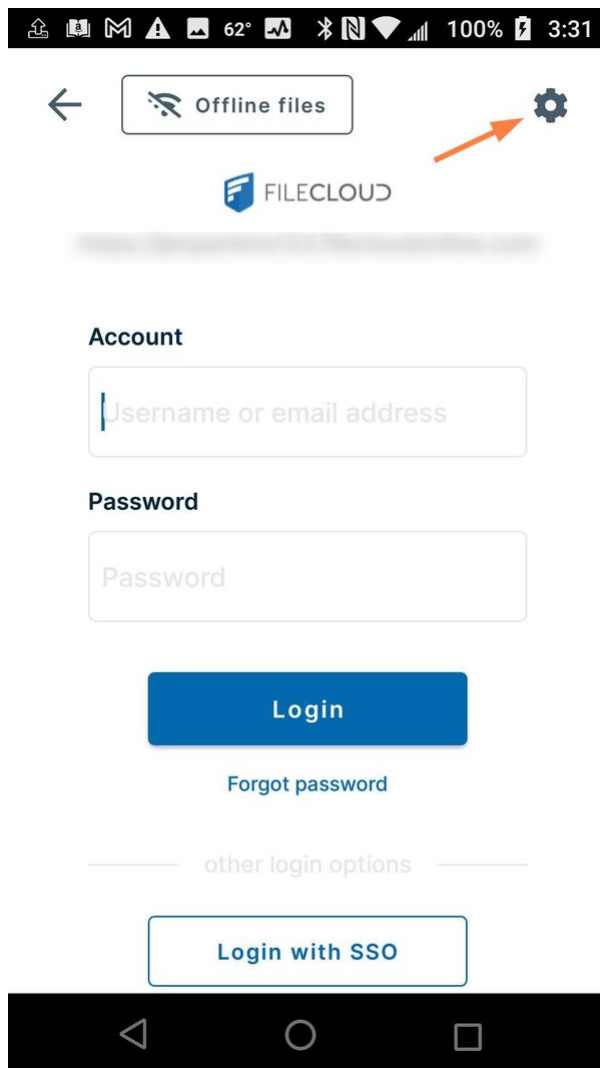 62° 100% 3:31
Offline files
FILECLOUD
Account
Username or email address
Password
Password
Login
Forgot password
other login options
Login with SSO